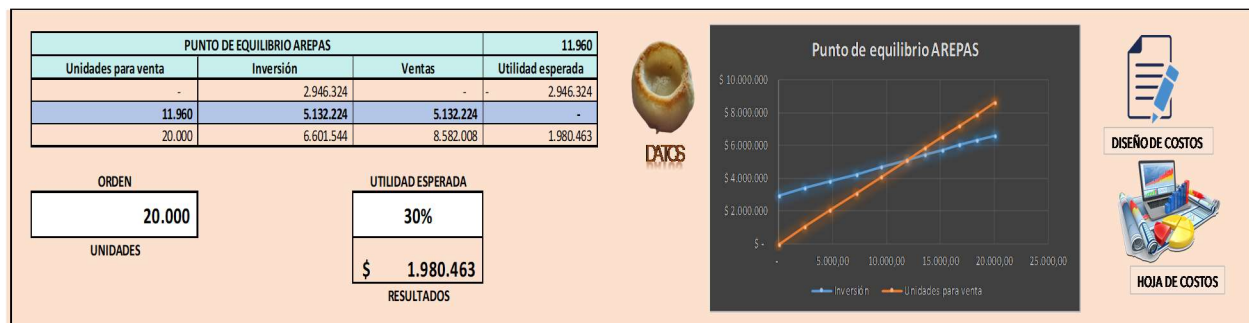 PUNTO DE EQUILIBRIO AREPAS 11.960
Unidades para venta Inversión Ventas Utilidad esperada
- 2.946.324 - - 2.946.324
11.960 5.132.224 5.132.224 -
20.000 6.601.544 8.582.008 1.980.463
DATOS
ORDEN
20.000
UNIDADES
UTILIDAD ESPERADA
30%
$ 1.980.463
RESULTADOS
Punto de equilibrio AREPAS
$ 10.000.000
$ 8.000.000
$ 6.000.000
$ 4.000.000
$ 2.000.000
$ -
- 5.000,00 10.000,00 15.000,00 20.000,00 25.000,00
Inversión Unidades para venta
DISEÑO DE COSTOS
HOJA DE COSTOS